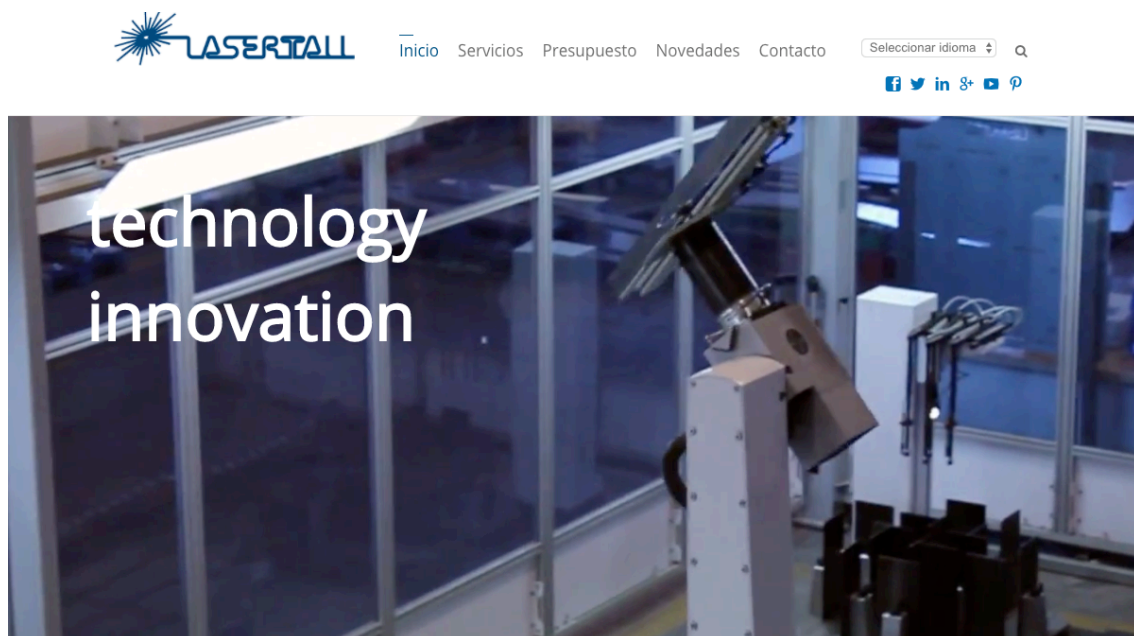 LASERTALL
Inicio Servicios Presupuesto Novedades Contacto
Seleccionar idioma
technology
innovation